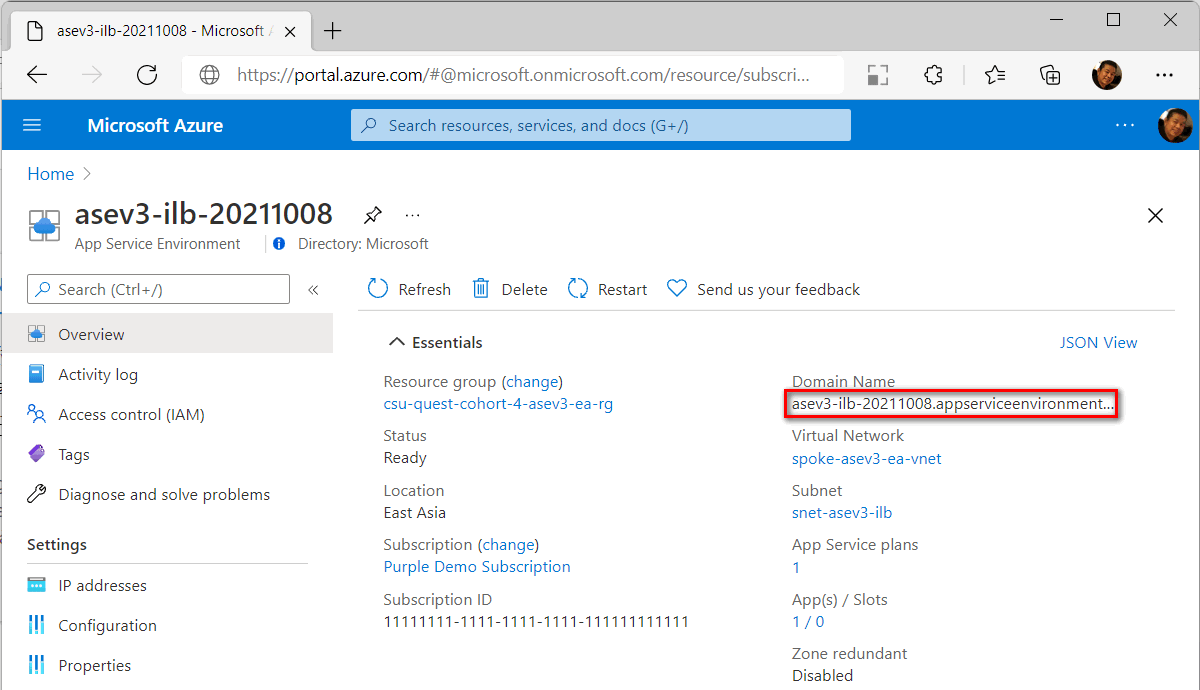 asev3-ilb-20211008 - Microsoft A
https://portal.azure.com/#@microsoft.onmicrosoft.com/resource/subscri...
Microsoft Azure
Search resources, services, and docs (G+/)
Home
asev3-ilb-20211008
App Service Environment
Directory: Microsoft
Search (Ctrl+/)
Overview
Activity log
Access control (IAM)
Tags
Diagnose and solve problems
Settings
IP addresses
Configuration
Properties
Refresh
Delete
Restart
Send us your feedback
Essentials
JSON View
Resource group (change)
csu-quest-cohort-4-asev3-ea-rg
Status
Ready
Location
East Asia
Subscription (change)
Purple Demo Subscription
Subscription ID
11111111-1111-1111-1111-111111111111
Domain Name
asev3-ilb-20211008.appserviceenvironment...
Virtual Network
spoke-asev3-ea-vnet
Subnet
snet-asev3-ilb
App Service plans
1
App(s) / Slots
1 / 0
Zone redundant
Disabled